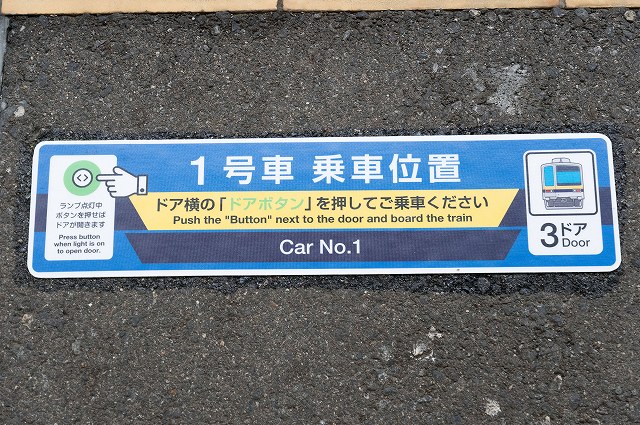 1号車 乗車位置
ドア横の「ドアボタン」を押してご乗車ください
Push the "Button" next to the door and board the train
Car No.1
ランプ点灯中
ボタンを押せば
ドアが開きます
Press button
when light is on
to open door.
3ドア
Door